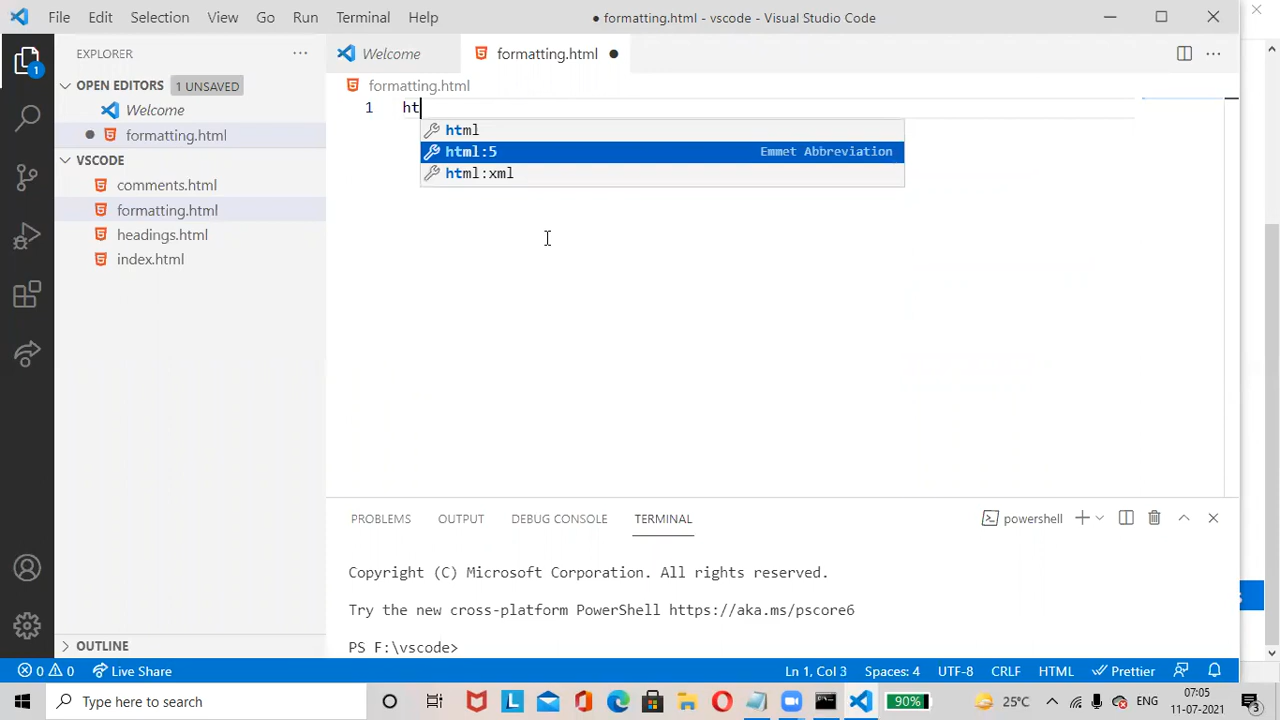 File Edit Selection View Go Run Terminal Help
● formatting.html - vscode - Visual Studio Code
EXPLORER
Welcome
formatting.html
OPEN EDITORS 1 UNSAVED
formatting.html
Welcome
1 ht
formatting.html
html
html:5 Emmet Abbreviation
html:xml
VSCODE
comments.html
formatting.html
headings.html
index.html
PROBLEMS OUTPUT DEBUG CONSOLE TERMINAL
powershell
Copyright (C) Microsoft Corporation. All rights reserved.
Try the new cross-platform PowerShell https://aka.ms/pscore6
PS F:\vscode>
OUTLINE
0 0 Live Share
Ln 1, Col 3 Spaces: 4 UTF-8 CRLF HTML Prettier
Type here to search
90%
25°C
ENG
07:05
11-07-2021
3
1